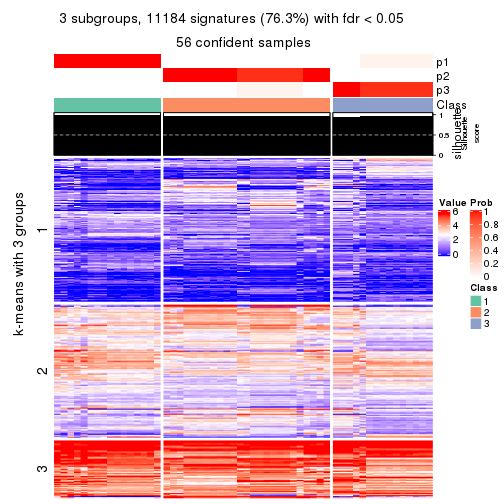 3 subgroups, 11184 signatures (76.3%) with fdr < 0.05
56 confident samples
p1
p2
p3
Class
silhouette
Silhouette
score
1
0.5
0
k-means with 3 groups
1
2
3
Value
6
4
2
0
Prob
1
0.8
0.6
0.4
0.2
0
Class
1
2
3